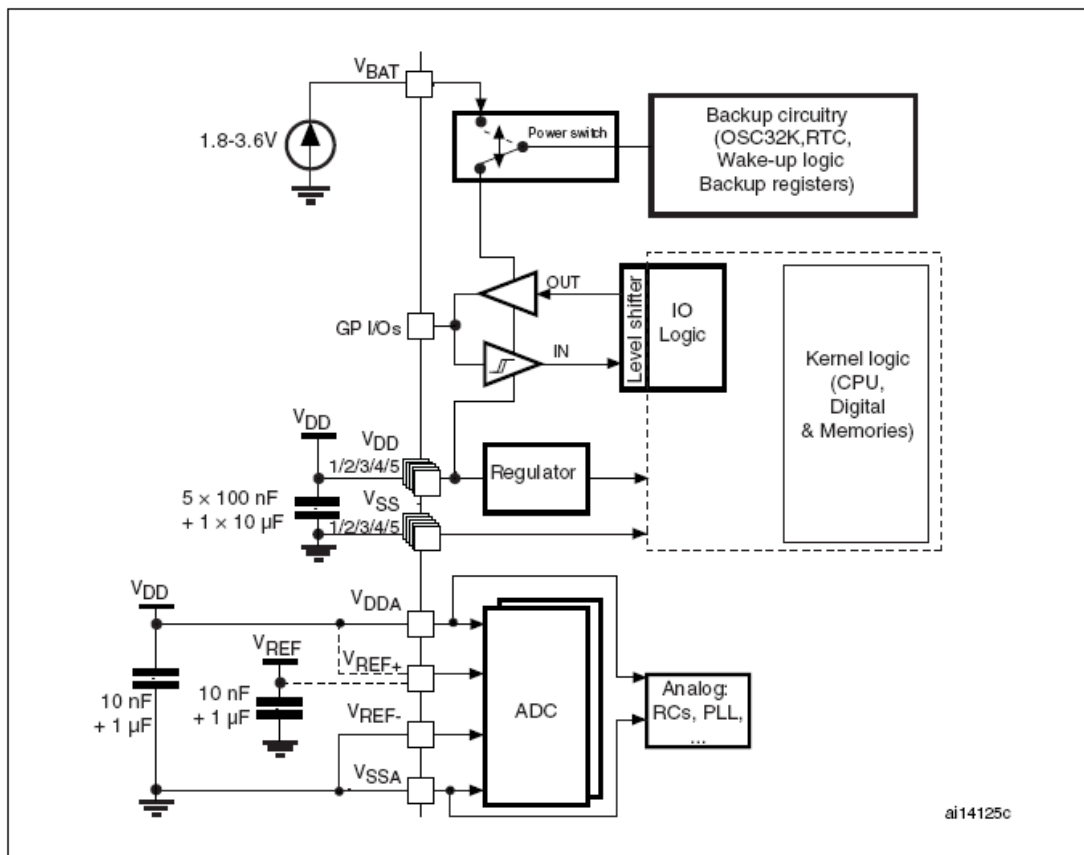 VBAT
1.8-3.6V
Power switch
Backup circuitry
(OSC32K,RTC,
Wake-up logic
Backup registers)
OUT
GP I/Os
IN
Level shifter
IO
Logic
Kernel logic
(CPU,
Digital
& Memories)
VDD
VDD
1/2/3/4/5
Regulator
5 × 100 nF
+ 1 × 10 µF
VSS
1/2/3/4/5
VDD
VDDA
VREF
VREF+
10 nF
+ 1 µF
10 nF
+ 1 µF
VREF-
ADC
Analog:
RCs, PLL,
...
VSSA
ai14125c